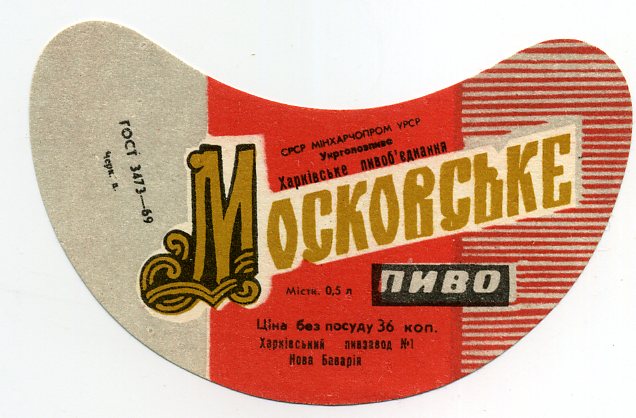 ГОСТ 3473—69
Черк. д.
СРСР МІНХАРЧОПРОМ УРСР
Укрголовпиво
Харківське пивоб'єднання
Московське
пиво
Містк. 0,5 л
Ціна без посуду 36 коп.
Харківський пивзавод №1
Нова Баварія